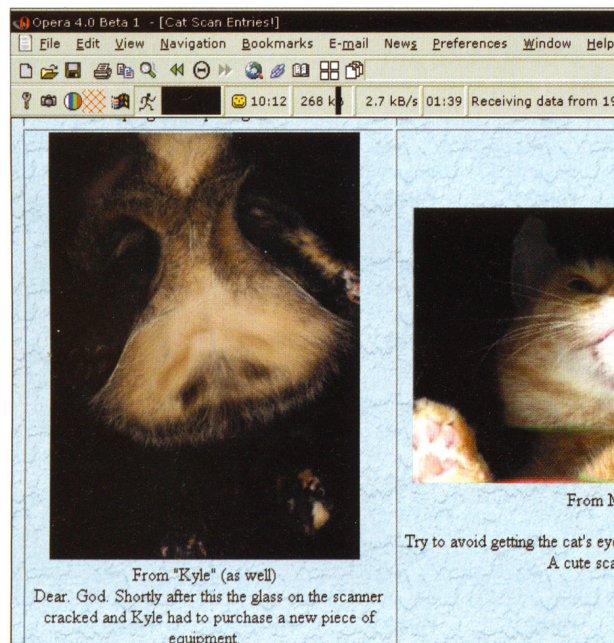 Opera 4.0 Beta 1 - [Cat Scan Entries!]
File Edit View Navigation Bookmarks E-mail News Preferences Window Help
10:12 268 2.7 kB/s 01:39 Receiving data from 19
From "Kyle" (as well)
Dear. God. Shortly after this the glass on the scanner
cracked and Kyle had to purchase a new piece of
equipment
From
Try to avoid getting the cat's eye
A cute sca